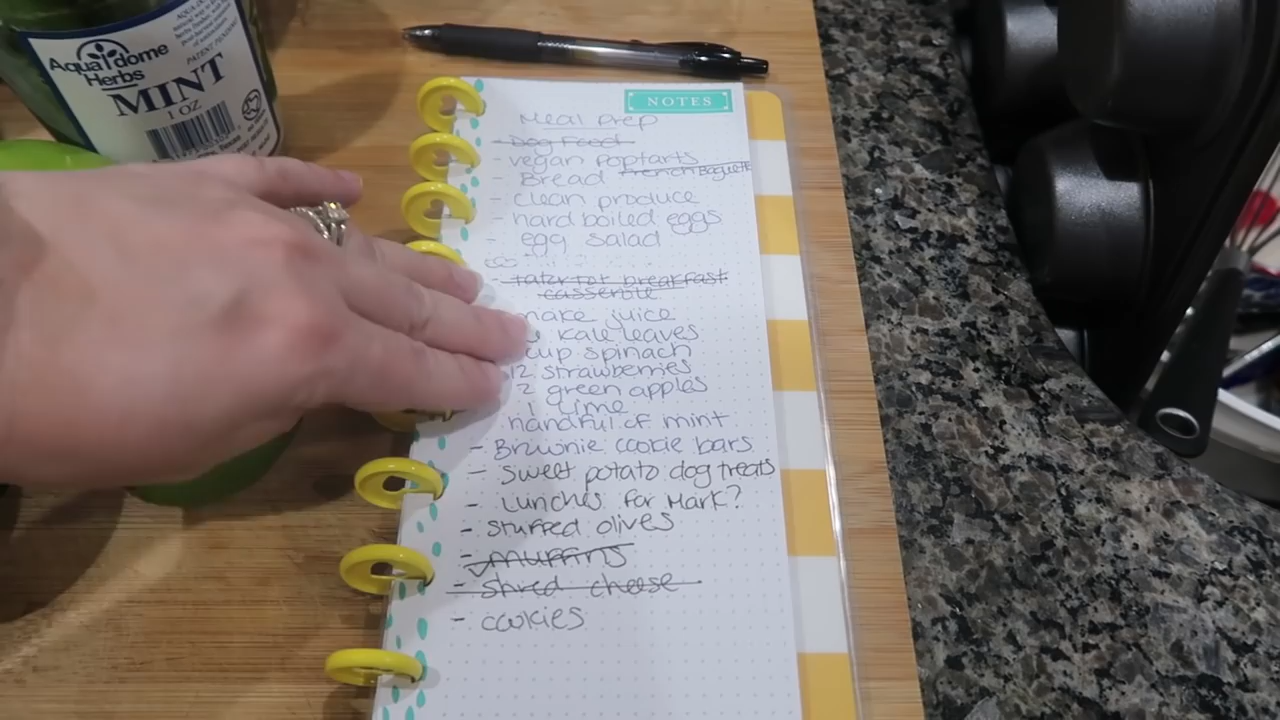 Aquadome
Herbs
MINT
1 OZ
PATENT PENDING
NOTES
Meal Prep
- Dog Food
- vegan poptarts
- Bread French Baguette
- clean produce
- hard boiled eggs
- egg salad
- tater tot breakfast
casserole
make juice
kale leaves
cup spinach
12 strawberries
2 green apples
1 lime
handful of mint
- Brownie cookie bars
- sweet potato dog treats
- Lunches for Mark?
- stuffed olives
- muffins
- shred cheese
- cookies